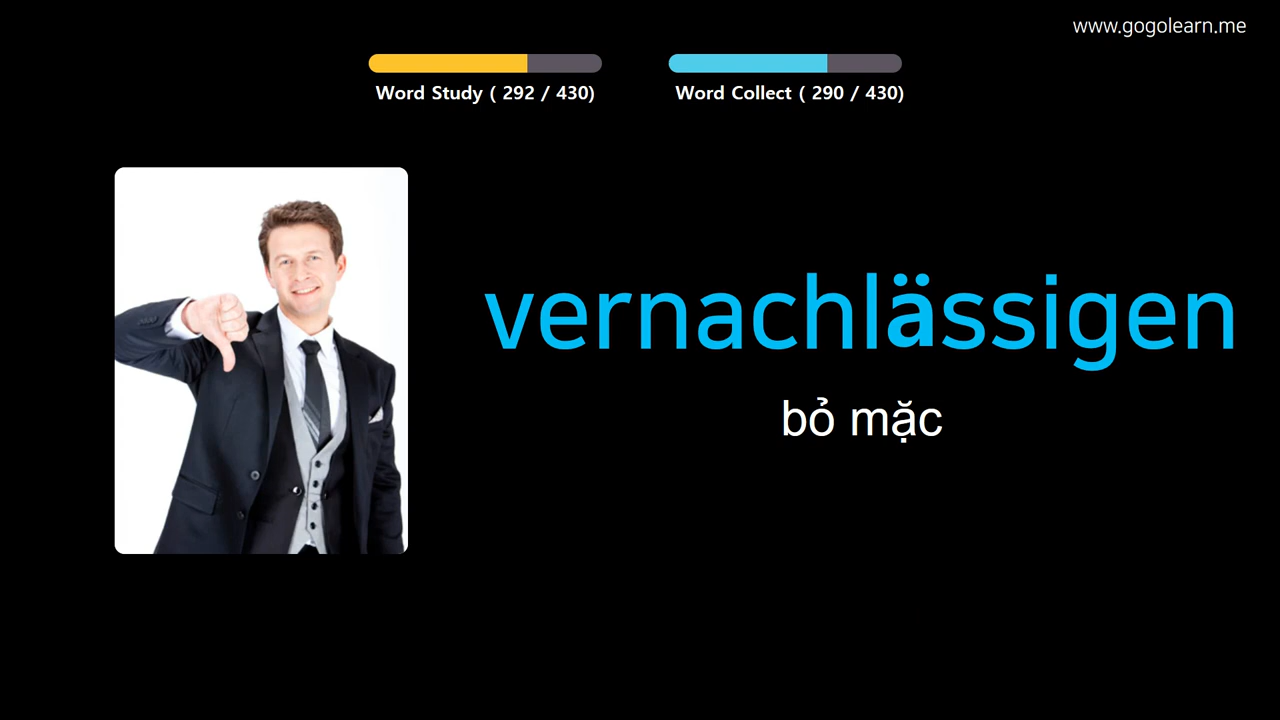 www.gogolearn.me
Word Study ( 292 / 430)
Word Collect ( 290 / 430)
vernachlässigen
bỏ mặc